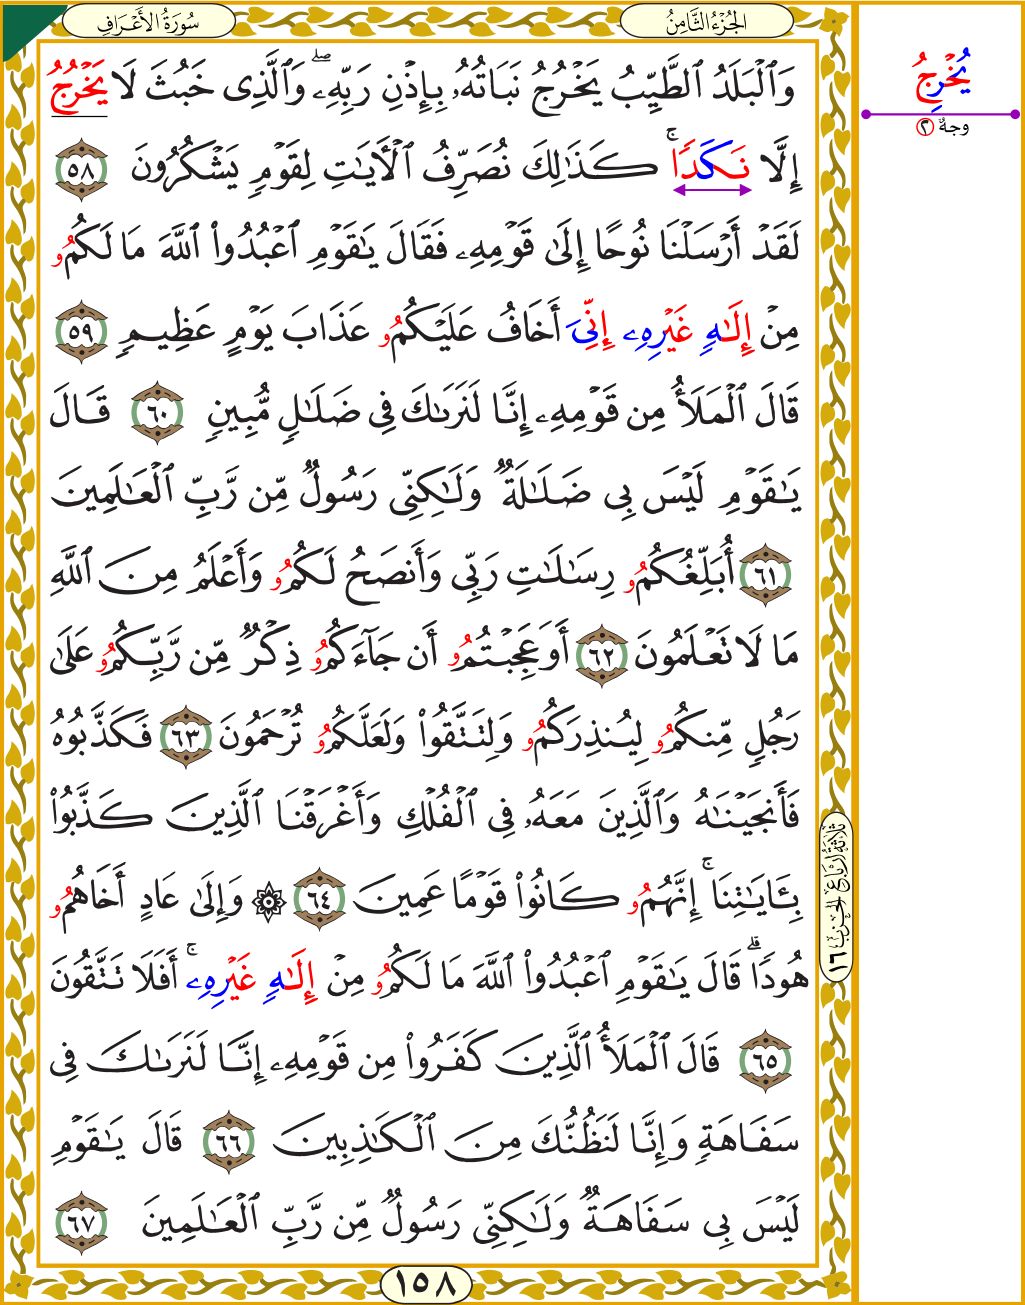 سُورَةُ الأَعْرَافِ
الجُزْءُ الثَّامِنُ
وَٱلۡبَلَدُ ٱلطَّيِّبُ يَخۡرُجُ نَبَاتُهُۥ بِإِذۡنِ رَبِّهِۦۖ وَٱلَّذِي خَبُثَ لَا يَخۡرُجُ
إِلَّا نَكَدٗاۚ كَذَٰلِكَ نُصَرِّفُ ٱلۡأٓيَٰتِ لِقَوۡمٖ يَشۡكُرُونَ ٥٨
لَقَدۡ أَرۡسَلۡنَا نُوحًا إِلَىٰ قَوۡمِهِۦ فَقَالَ يَٰقَوۡمِ ٱعۡبُدُواْ ٱللَّهَ مَا لَكُمُو
مِنۡ إِلَٰهٍ غَيۡرِهِۦ إِنِّيَ أَخَافُ عَلَيۡكُمُو عَذَابَ يَوۡمٍ عَظِيمٖ ٥٩
قَالَ ٱلۡمَلَأُ مِن قَوۡمِهِۦ إِنَّا لَنَرَىٰكَ فِي ضَلَٰلٖ مُّبِينٖ ٦٠ قَالَ
يَٰقَوۡمِ لَيۡسَ بِي ضَلَٰلَةٞ وَلَٰكِنِّي رَسُولٞ مِّن رَّبِّ ٱلۡعَٰلَمِينَ
٦١ أُبَلِّغُكُمُو رِسَٰلَٰتِ رَبِّي وَأَنصَحُ لَكُمُو وَأَعۡلَمُ مِنَ ٱللَّهِ
مَا لَا تَعۡلَمُونَ ٦٢ أَوَعَجِبۡتُمُو أَن جَآءَكُمُو ذِكۡرٞ مِّن رَّبِّكُمُو عَلَىٰ
رَجُلٖ مِّنكُمُو لِيُنذِرَكُمُو وَلِتَتَّقُواْ وَلَعَلَّكُمُو تُرۡحَمُونَ ٦٣ فَكَذَّبُوهُ
فَأَنجَيۡنَٰهُ وَٱلَّذِينَ مَعَهُۥ فِي ٱلۡفُلۡكِ وَأَغۡرَقۡنَا ٱلَّذِينَ كَذَّبُواْ
بِـَٔايَٰتِنَآۚ إِنَّهُمُو كَانُواْ قَوۡمًا عَمِينَ ٦٤ ۞ وَإِلَىٰ عَادٍ أَخَاهُمُو
هُودٗاۚ قَالَ يَٰقَوۡمِ ٱعۡبُدُواْ ٱللَّهَ مَا لَكُمُو مِنۡ إِلَٰهٍ غَيۡرِهِۦٓۚ أَفَلَا تَتَّقُونَ
٦٥ قَالَ ٱلۡمَلَأُ ٱلَّذِينَ كَفَرُواْ مِن قَوۡمِهِۦ إِنَّا لَنَرَىٰكَ فِي
سَفَاهَةٖ وَإِنَّا لَنَظُنُّكَ مِنَ ٱلۡكَٰذِبِينَ ٦٦ قَالَ يَٰقَوۡمِ
لَيۡسَ بِي سَفَاهَةٞ وَلَٰكِنِّي رَسُولٞ مِّن رَّبِّ ٱلۡعَٰلَمِينَ ٦٧
١٥٨
ثلاثة أرباع الحزب ١٦
يُخْرِجُ
وجهٌ ٢